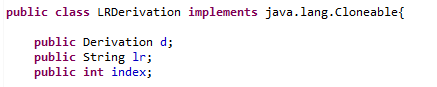 public class LRDerivation implements java.lang.Cloneable{
public Derivation d;
public String lr;
public int index;